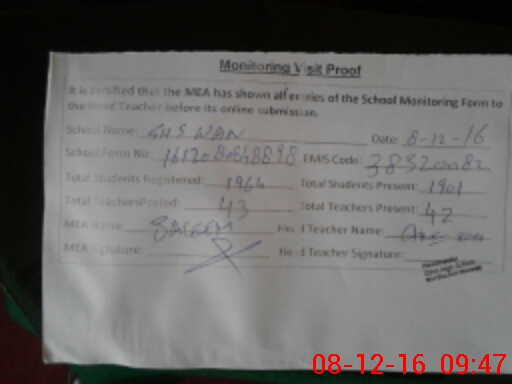 Monitoring Visit Proof
It is certified that the MEA has shown all entries of the School Monitoring Form to
the Head Teacher before its online submission.
School Name: GHS NAN Date: 8-12-16
School Form No: EMIS Code: 38320082
Total Students Registered: 1964 Total Students Present: 1901
Total Teachers Posted: 43 Total Teachers Present: 42
MEA Name: SALEEM Head Teacher Name:
MEA Signature: Head Teacher Signature:
08-12-16 09:47